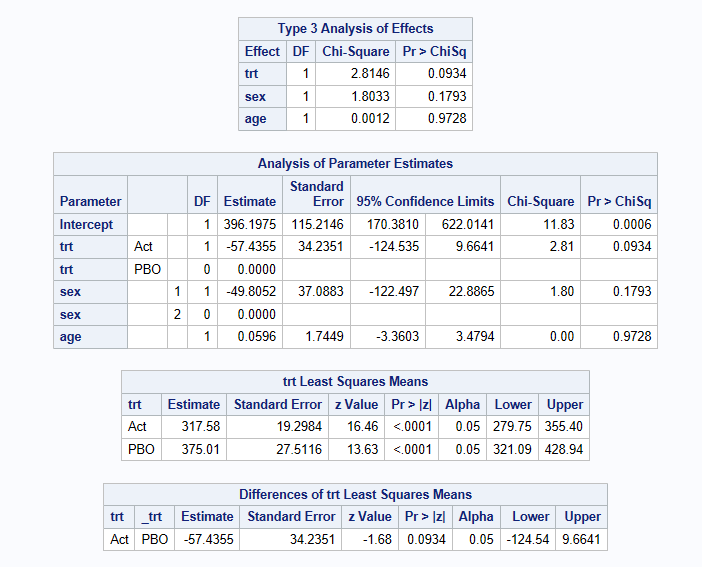 Type 3 Analysis of Effects
Effect DF Chi-Square Pr > ChiSq
trt 1 2.8146 0.0934
sex 1 1.8033 0.1793
age 1 0.0012 0.9728
Analysis of Parameter Estimates
Parameter DF Estimate Standard Error 95% Confidence Limits Chi-Square Pr > ChiSq
Intercept 1 396.1975 115.2146 170.3810 622.0141 11.83 0.0006
trt Act 1 -57.4355 34.2351 -124.535 9.6641 2.81 0.0934
trt PBO 0 0.0000
sex 1 1 -49.8052 37.0883 -122.497 22.8865 1.80 0.1793
sex 2 0 0.0000
age 1 0.0596 1.7449 -3.3603 3.4794 0.00 0.9728
trt Least Squares Means
trt Estimate Standard Error z Value Pr > |z| Alpha Lower Upper
Act 317.58 19.2984 16.46 <.0001 0.05 279.75 355.40
PBO 375.01 27.5116 13.63 <.0001 0.05 321.09 428.94
Differences of trt Least Squares Means
trt _trt Estimate Standard Error z Value Pr > |z| Alpha Lower Upper
Act PBO -57.4355 34.2351 -1.68 0.0934 0.05 -124.54 9.6641